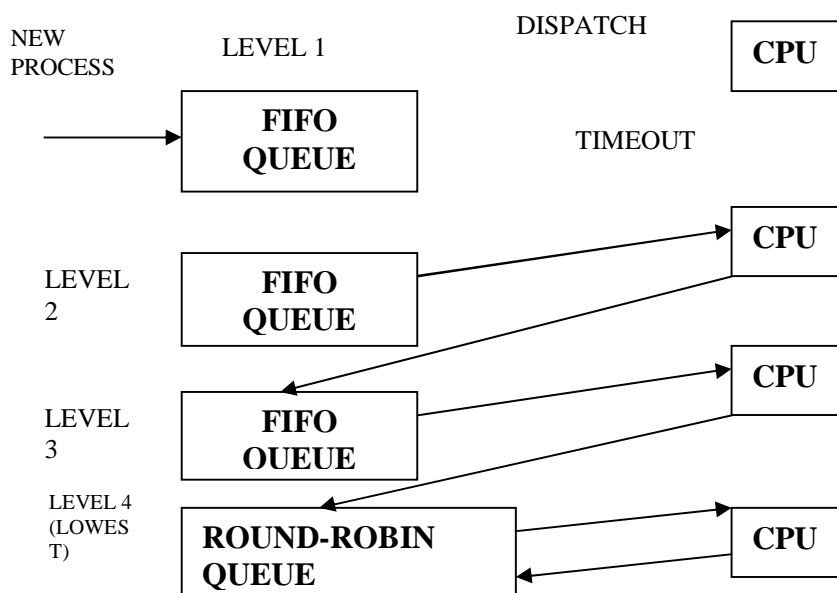 NEW
PROCESS
LEVEL 1
DISPATCH
CPU
FIFO
QUEUE
TIMEOUT
LEVEL
2
FIFO
QUEUE
CPU
LEVEL
3
FIFO
OUEUE
CPU
LEVEL 4
(LOWES
T)
ROUND-ROBIN
QUEUE
CPU